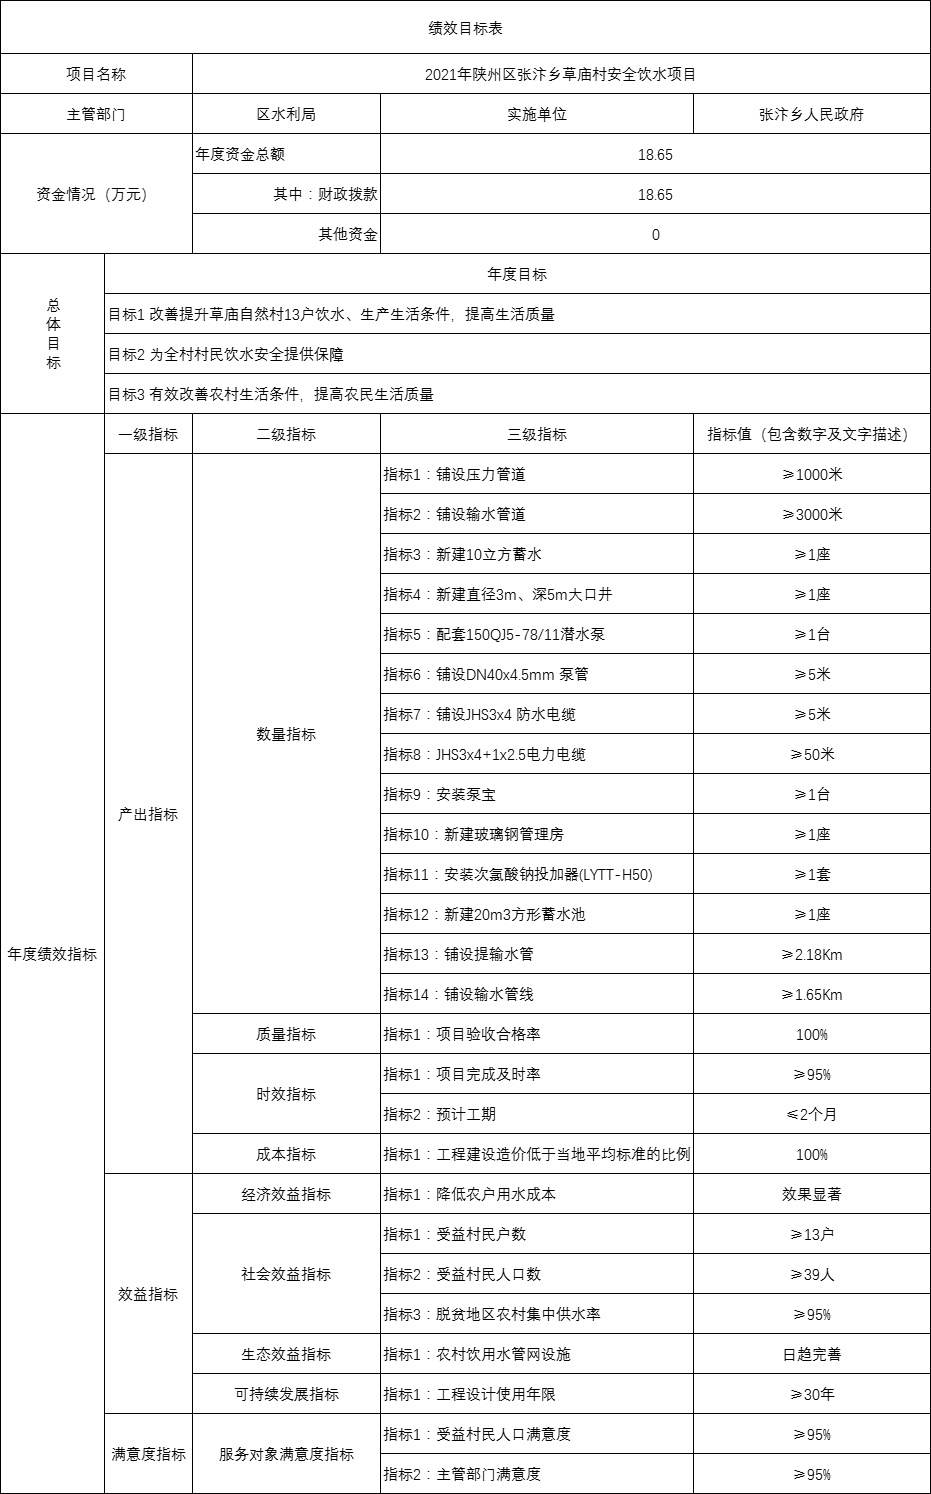 绩效目标表
项目名称 2021年陕州区张汴乡草庙村安全饮水项目
主管部门 区水利局 实施单位 张汴乡人民政府
资金情况（万元） 年度资金总额 18.65
其中：财政拨款 18.65
其他资金 0
总体目标 年度目标
目标1 改善提升草庙自然村13户饮水、生产生活条件，提高生活质量
目标2 为全村村民饮水安全提供保障
目标3 有效改善农村生活条件，提高农民生活质量
年度绩效指标 一级指标 二级指标 三级指标 指标值（包含数字及文字描述）
产出指标 数量指标 指标1：铺设压力管道 ≥1000米
指标2：铺设输水管道 ≥3000米
指标3：新建10立方蓄水 ≥1座
指标4：新建直径3m、深5m大口井 ≥1座
指标5：配套150QJ5-78/11潜水泵 ≥1台
指标6：铺设DN40x4.5mm 泵管 ≥5米
指标7：铺设JHS3x4 防水电缆 ≥5米
指标8：JHS3x4+1x2.5电力电缆 ≥50米
指标9：安装泵宝 ≥1台
指标10：新建玻璃钢管理房 ≥1座
指标11：安装次氯酸钠投加器(LYTT-H50) ≥1套
指标12：新建20m3方形蓄水池 ≥1座
指标13：铺设提输水管 ≥2.18Km
指标14：铺设输水管线 ≥1.65Km
质量指标 指标1：项目验收合格率 100%
时效指标 指标1：项目完成及时率 ≥95%
指标2：预计工期 ≤2个月
成本指标 指标1：工程建设造价低于当地平均标准的比例 100%
效益指标 经济效益指标 指标1：降低农户用水成本 效果显著
社会效益指标 指标1：受益村民户数 ≥13户
指标2：受益村民人口数 ≥39人
指标3：脱贫地区农村集中供水率 ≥95%
生态效益指标 指标1：农村饮用水管网设施 日趋完善
可持续发展指标 指标1：工程设计使用年限 ≥30年
满意度指标 服务对象满意度指标 指标1：受益村民人口满意度 ≥95%
指标2：主管部门满意度 ≥95%